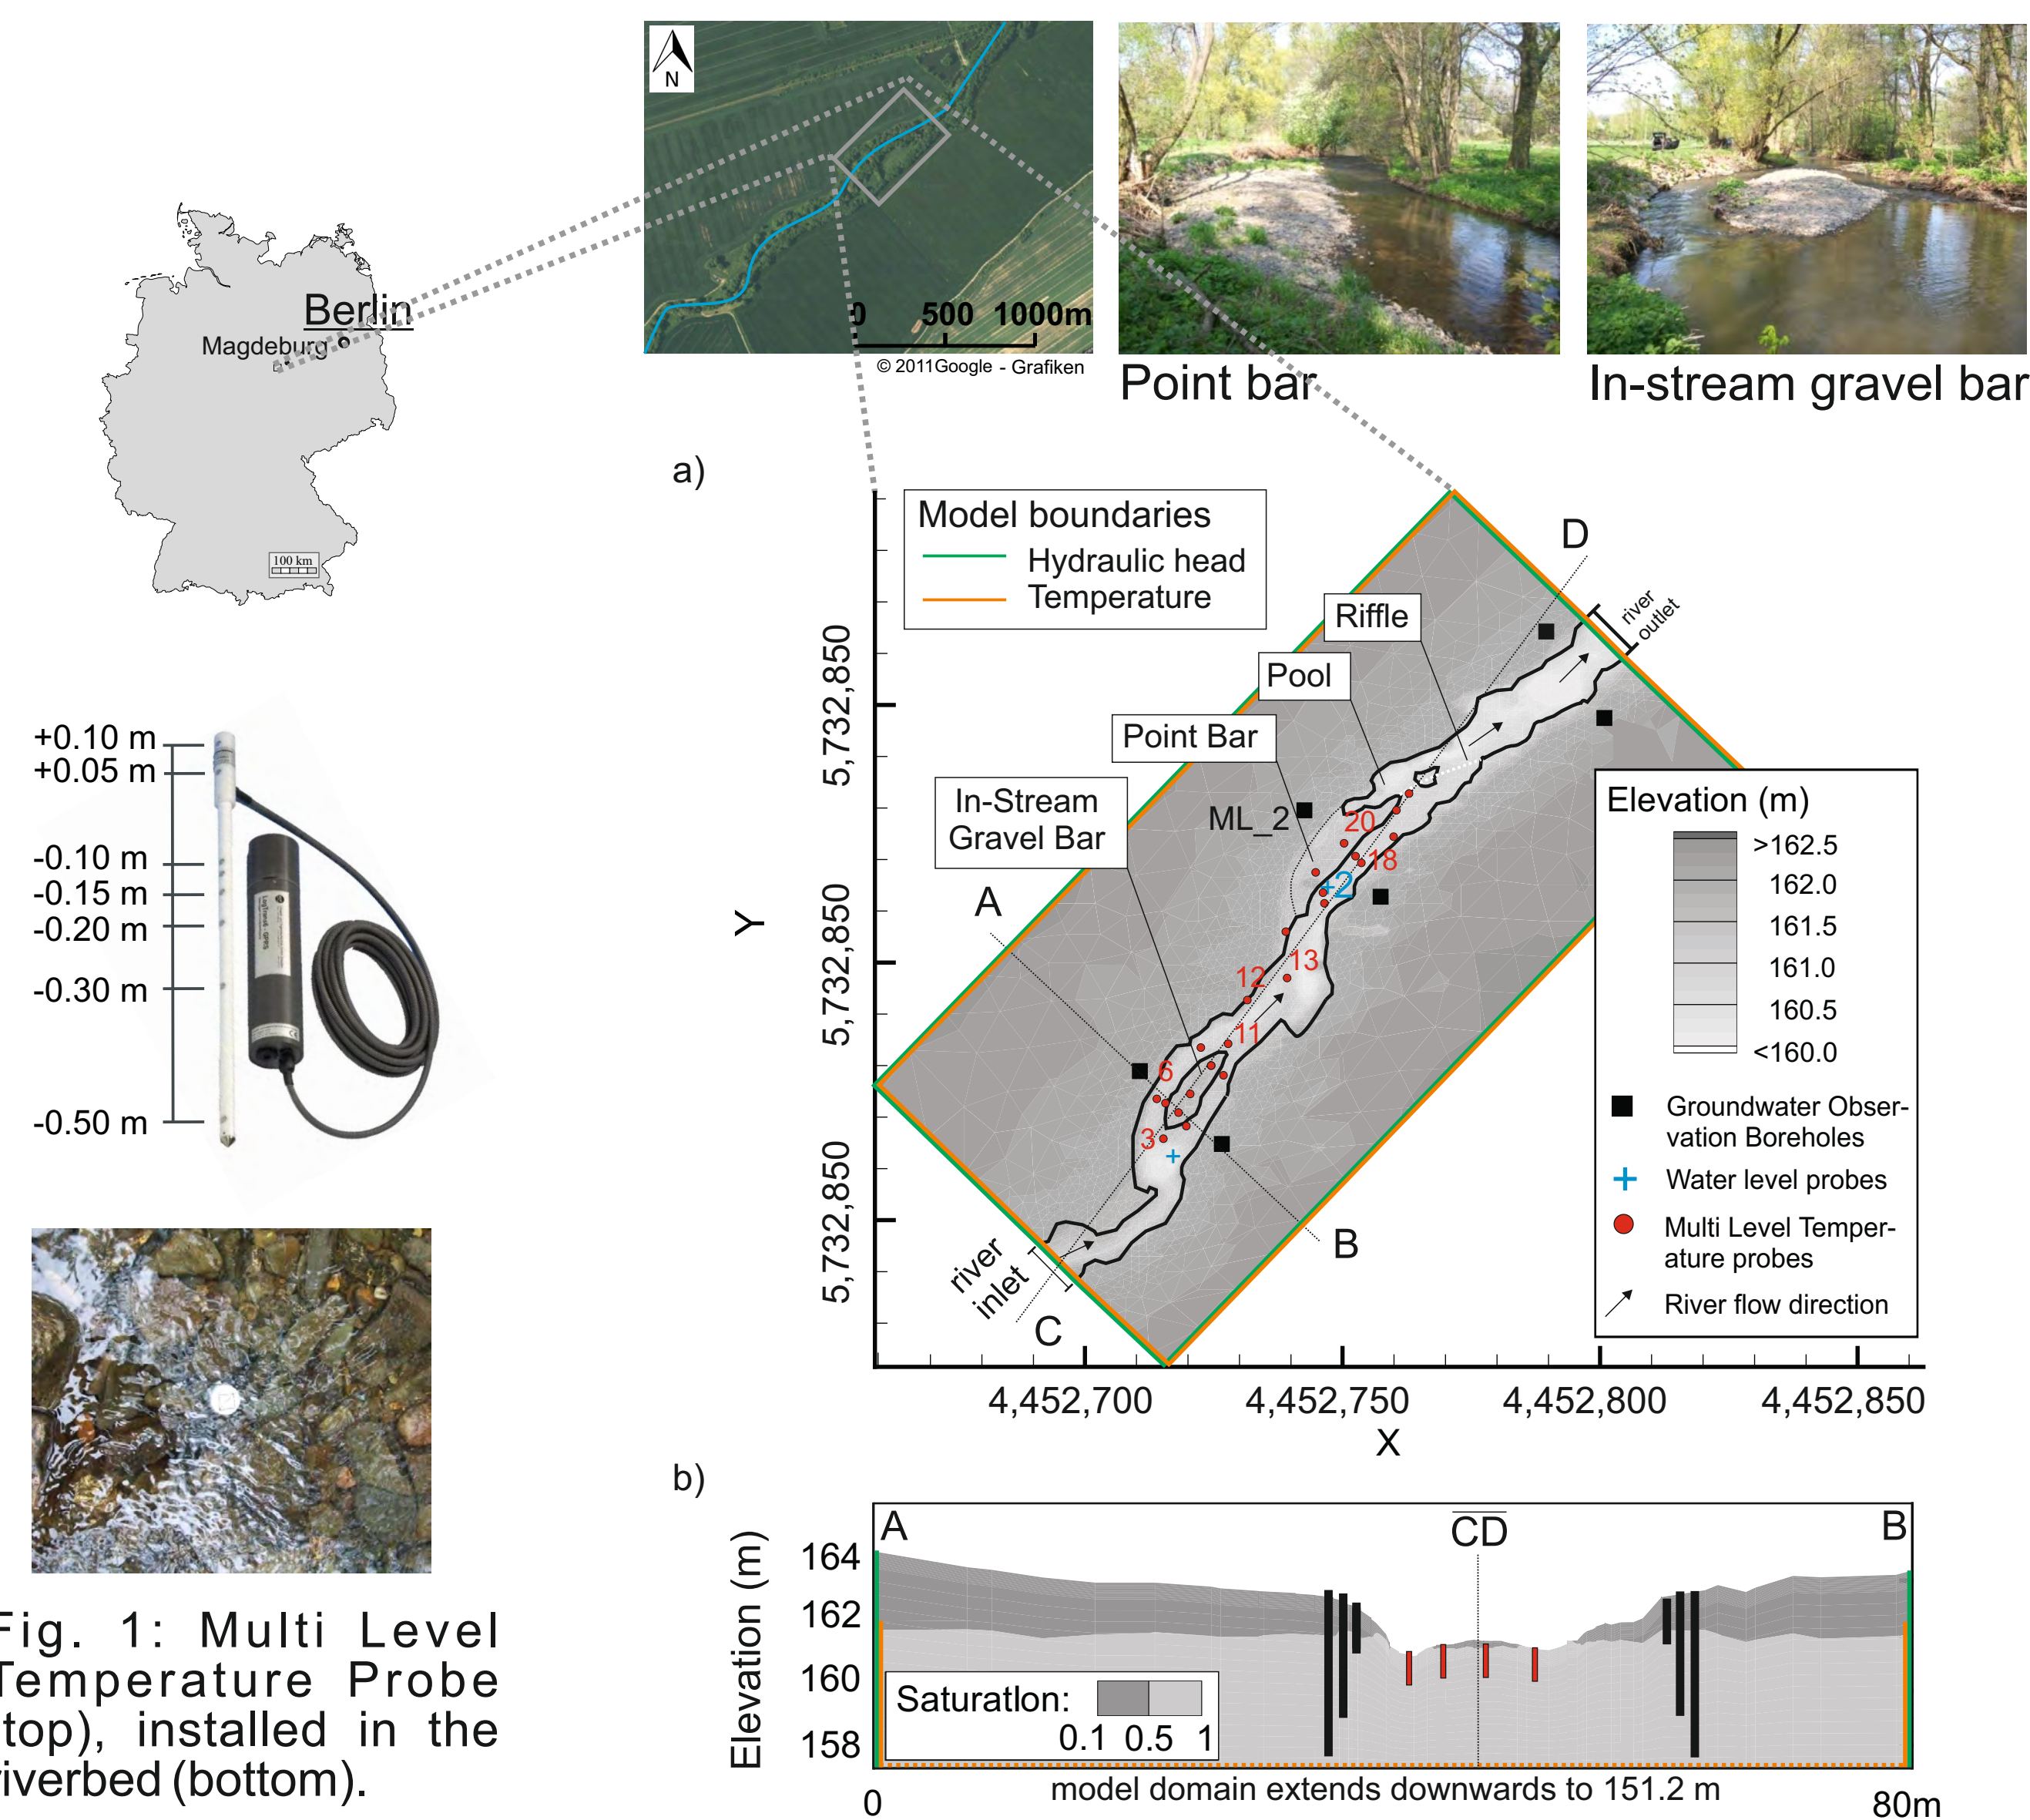 N
0 500 1000m
© 2011Google - Grafiken
Point bar
In-stream gravel bar
Berlin
Magdeburg
100 km
+0.10 m
+0.05 m
-0.10 m
-0.15 m
-0.20 m
-0.30 m
-0.50 m
Fig. 1: Multi Level
Temperature Probe
(top), installed in the
riverbed (bottom).
a)
Model boundaries
Hydraulic head
Temperature
D
river
outlet
Riffle
Pool
Point Bar
In-Stream
Gravel Bar
ML_2
20
18
2
13
12
11
6
3
A
B
C
river
inlet
Y
5,732,850
5,732,850
5,732,850
4,452,700
4,452,750
4,452,800
4,452,850
X
Elevation (m)
>162.5
162.0
161.5
161.0
160.5
<160.0
Groundwater Obser-
vation Boreholes
Water level probes
Multi Level Temper-
ature probes
River flow direction
b)
A
CD
B
Elevation (m)
164
162
160
158
Saturation:
0.1 0.5 1
model domain extends downwards to 151.2 m
0
80m